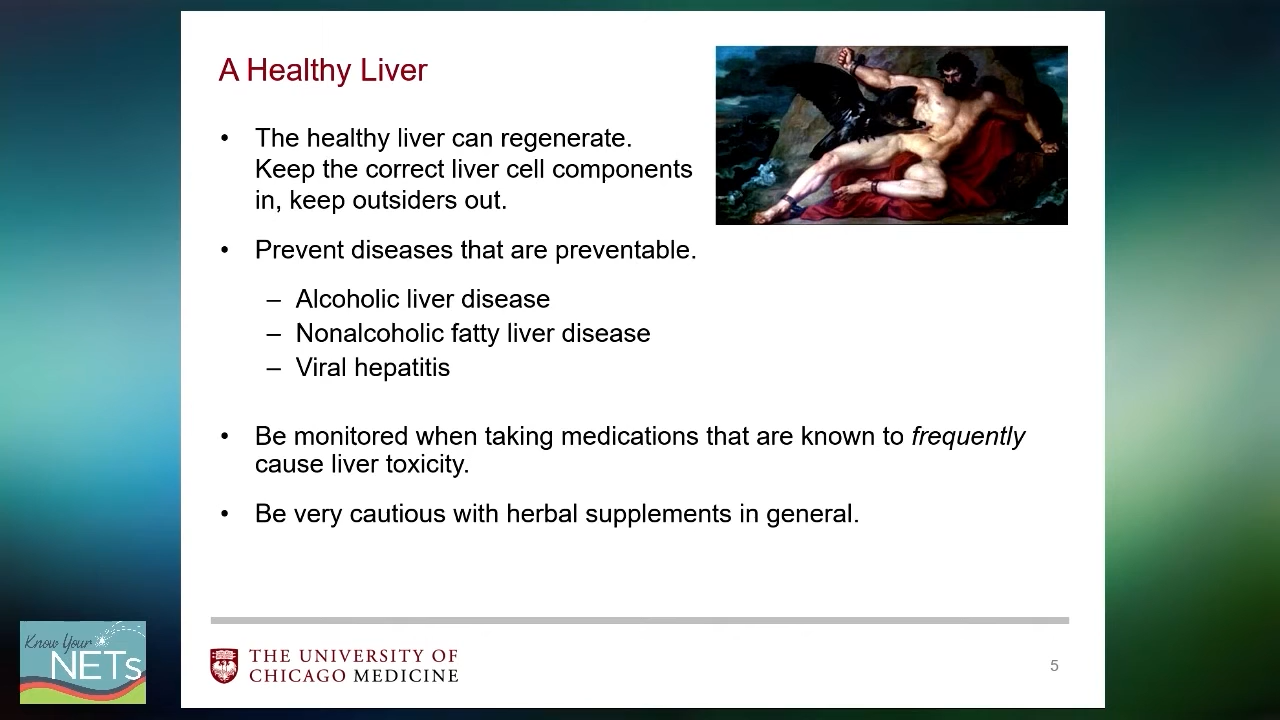 A Healthy Liver
• The healthy liver can regenerate.
Keep the correct liver cell components
in, keep outsiders out.
• Prevent diseases that are preventable.
– Alcoholic liver disease
– Nonalcoholic fatty liver disease
– Viral hepatitis
• Be monitored when taking medications that are known to frequently
cause liver toxicity.
• Be very cautious with herbal supplements in general.
Know Your
NETs
THE UNIVERSITY OF
CHICAGO MEDICINE
5